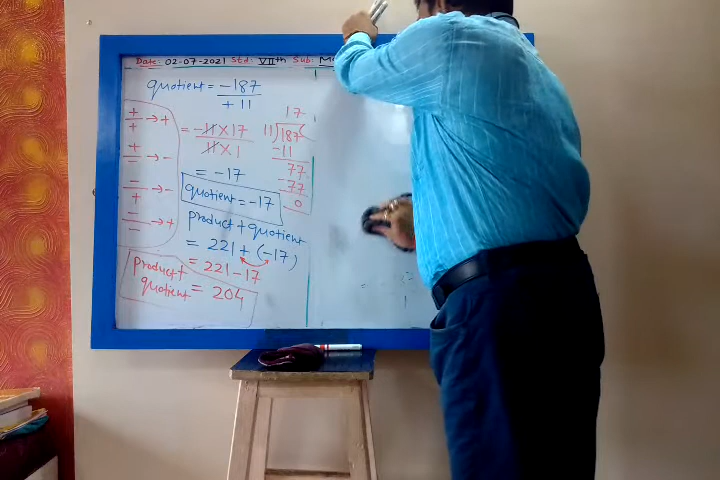 Date: 02-07-2021 Std: VIIth Sub: M
quotient = -187 / +11
+/+ → +
+/- → -
-/+ → -
-/- → +
= -11 × 17 / 11 × 1
= -17
quotient = -17
17
11)187(
-11
77
-77
0
product + quotient
= 221 + (-17)
= 221 - 17
product + quotient = 204